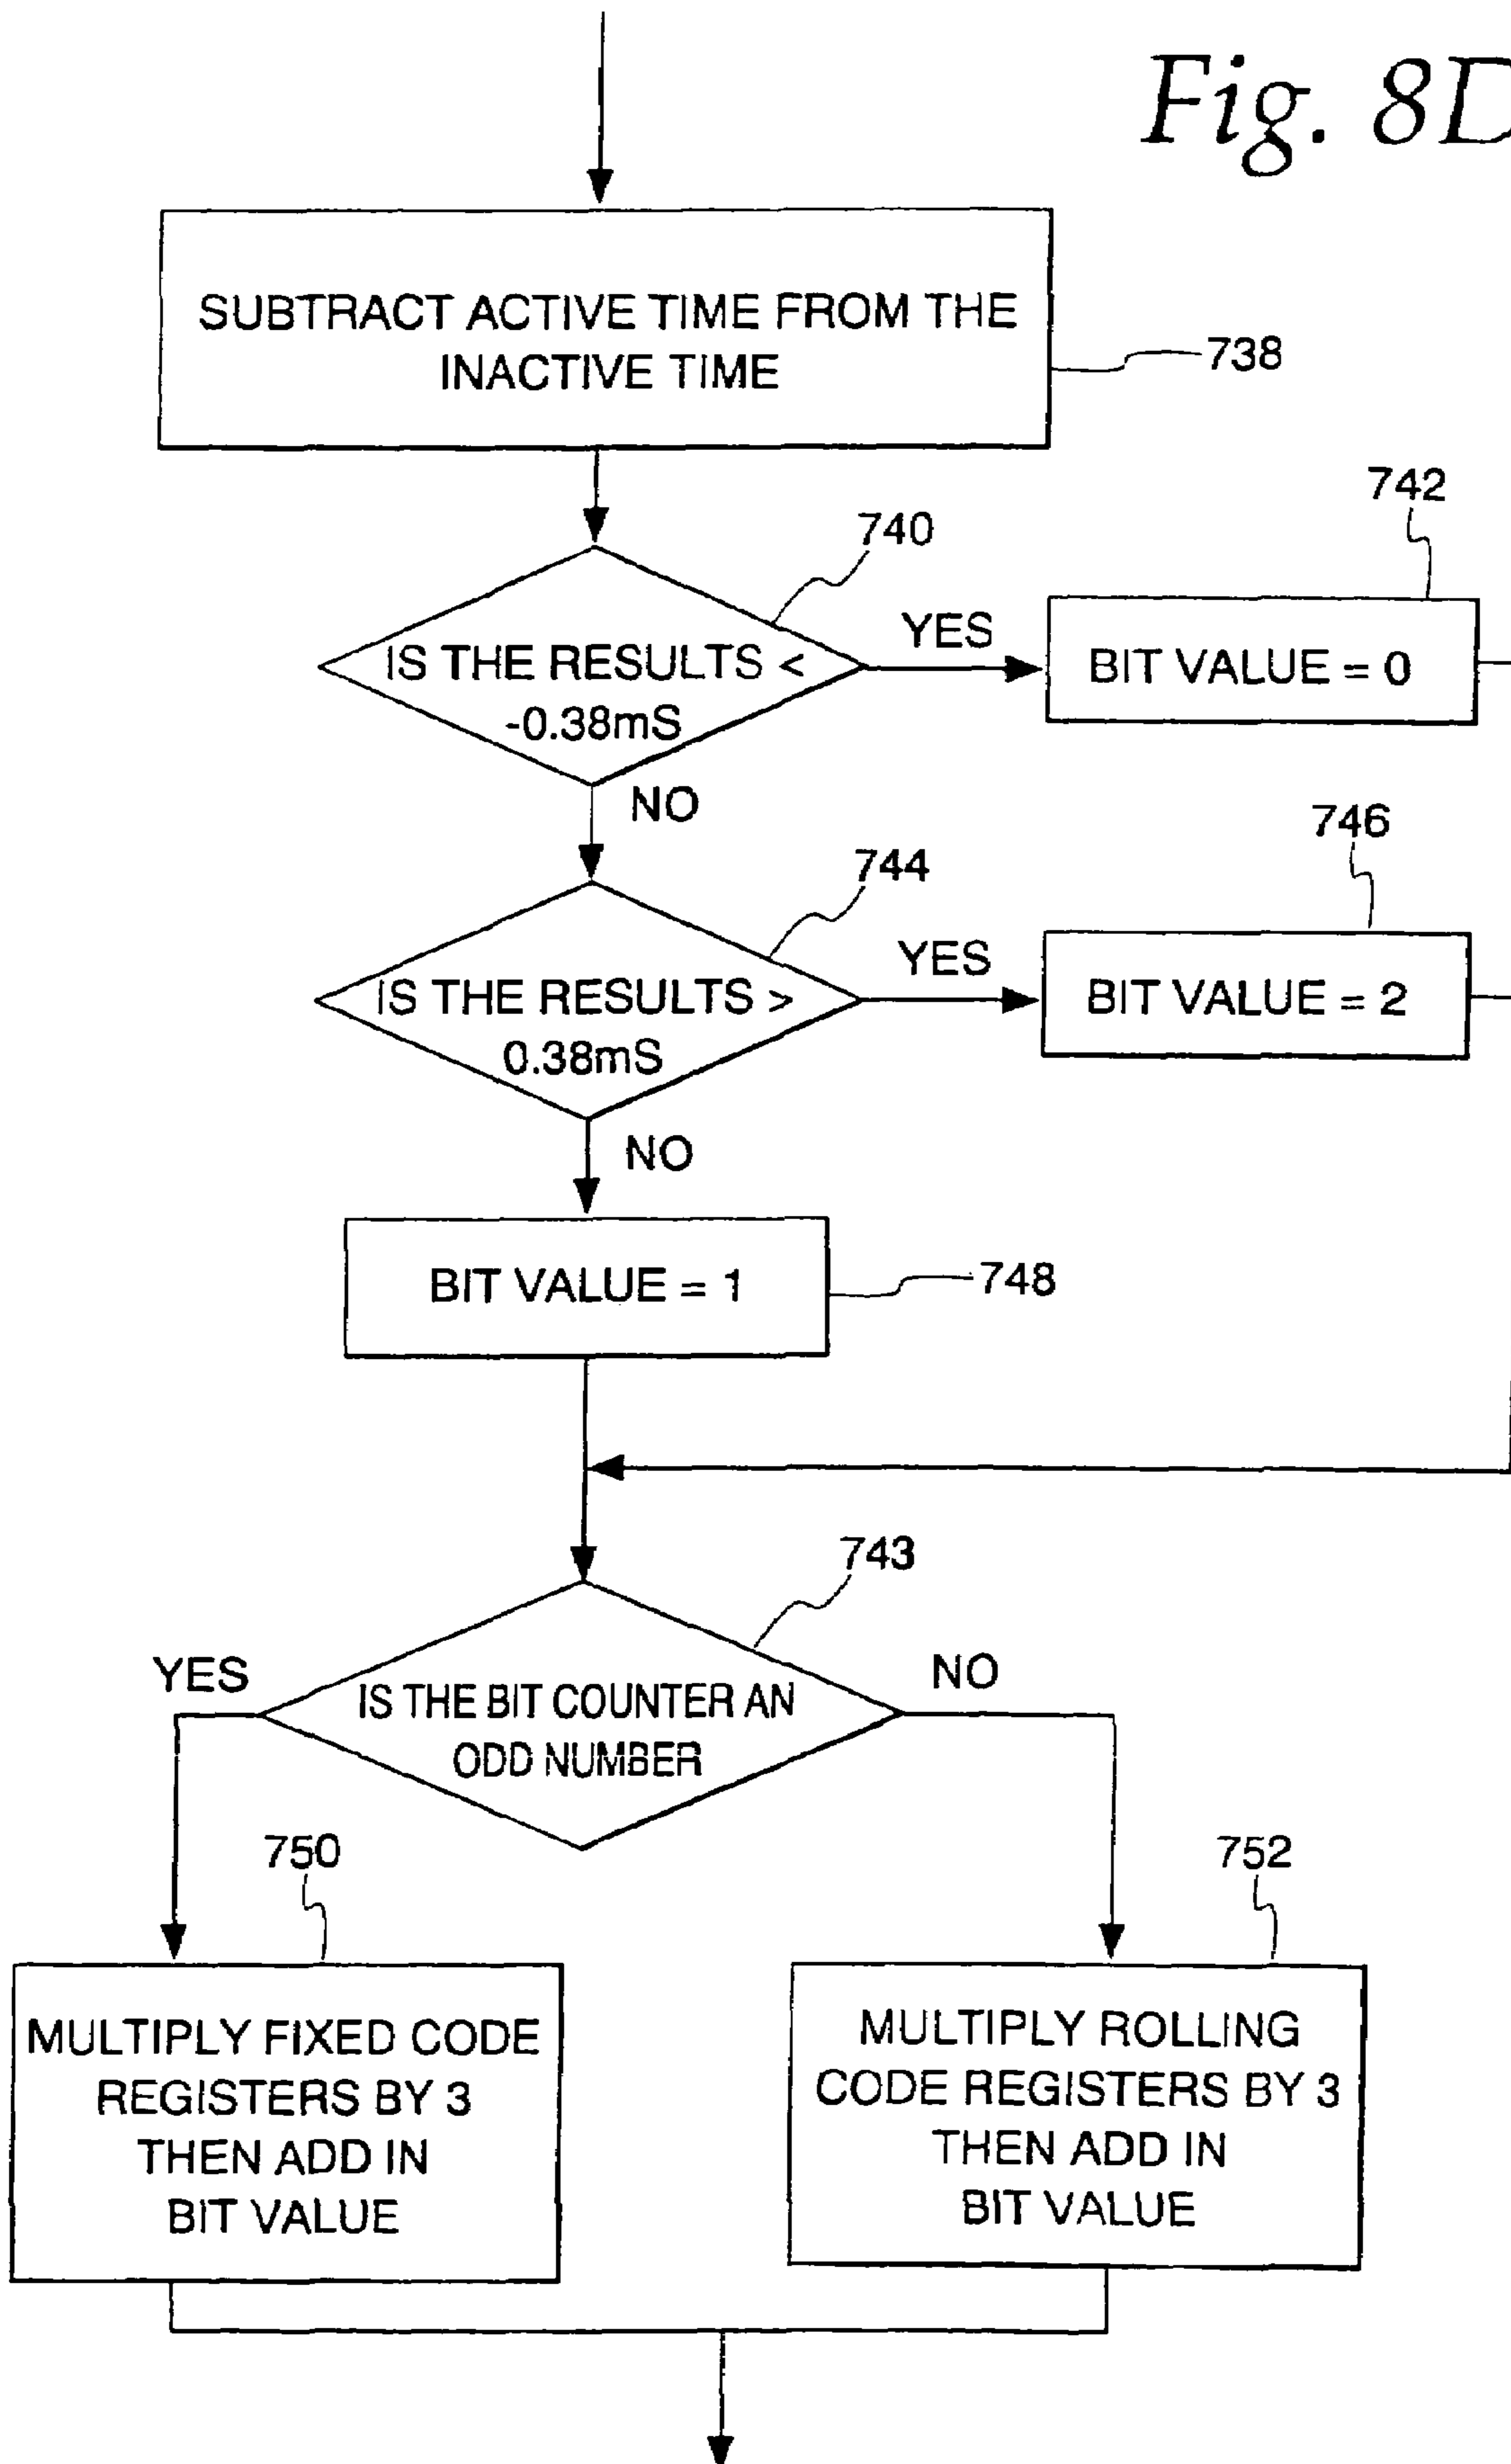 Fig. 8D
SUBTRACT ACTIVE TIME FROM THE
INACTIVE TIME
738
740
742
IS THE RESULTS <
-0.38mS
YES
BIT VALUE = 0
NO
744
746
IS THE RESULTS >
0.38mS
YES
BIT VALUE = 2
NO
BIT VALUE = 1
748
743
YES
IS THE BIT COUNTER AN
ODD NUMBER
NO
750
752
MULTIPLY FIXED CODE
REGISTERS BY 3
THEN ADD IN
BIT VALUE
MULTIPLY ROLLING
CODE REGISTERS BY 3
THEN ADD IN
BIT VALUE